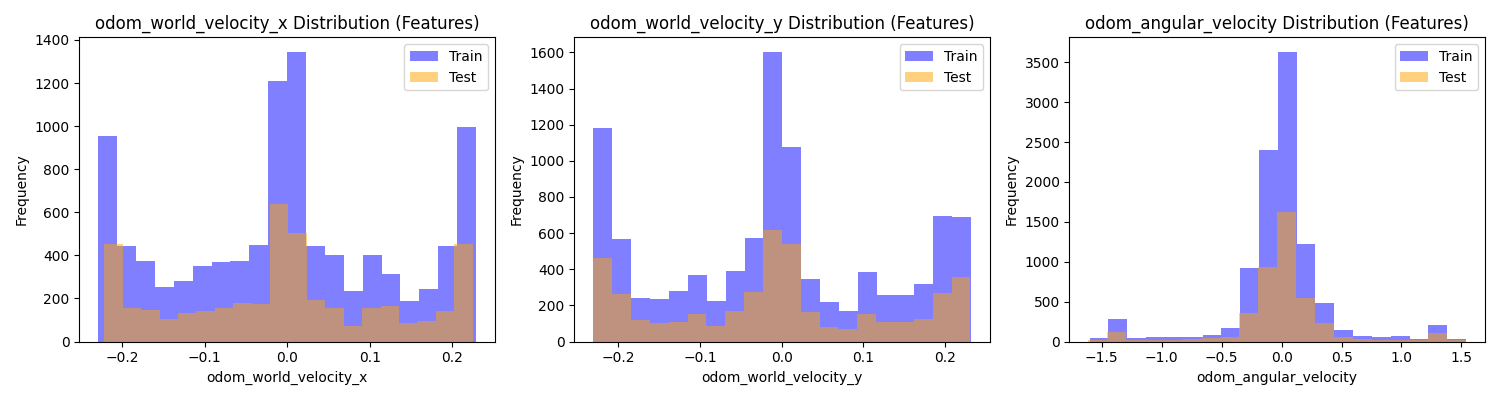 odom_world_velocity_x Distribution (Features)
1400
1200
1000
800
600
400
200
0
Frequency
−0.2
−0.1
0.0
0.1
0.2
odom_world_velocity_x
Train
Test
odom_world_velocity_y Distribution (Features)
1600
1400
1200
1000
800
600
400
200
0
Frequency
−0.2
−0.1
0.0
0.1
0.2
odom_world_velocity_y
Train
Test
odom_angular_velocity Distribution (Features)
3500
3000
2500
2000
1500
1000
500
0
Frequency
−1.5
−1.0
−0.5
0.0
0.5
1.0
1.5
odom_angular_velocity
Train
Test